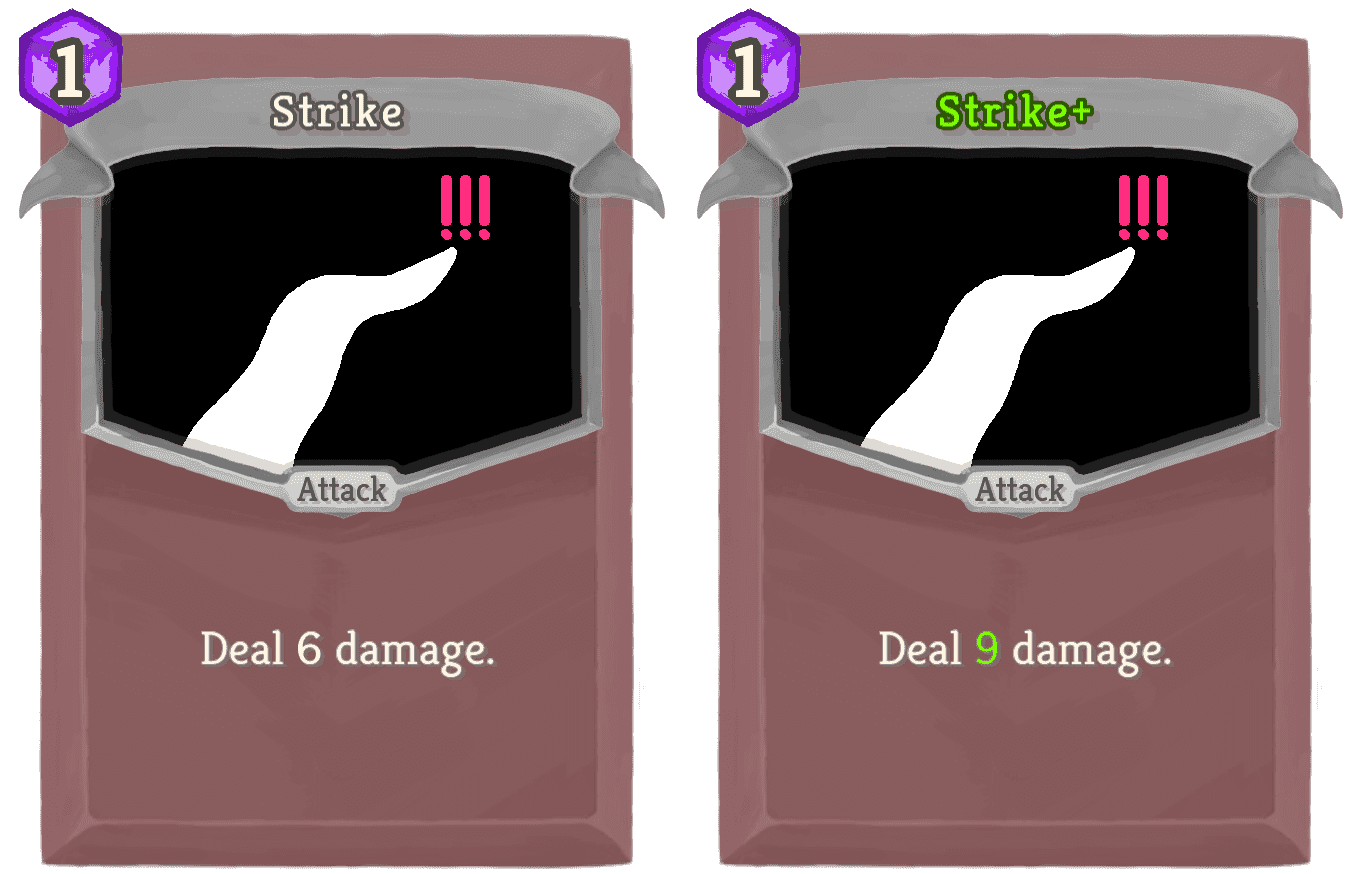 1
Strike
!!!
Attack
Deal 6 damage.
1
Strike+
!!!
Attack
Deal 9 damage.